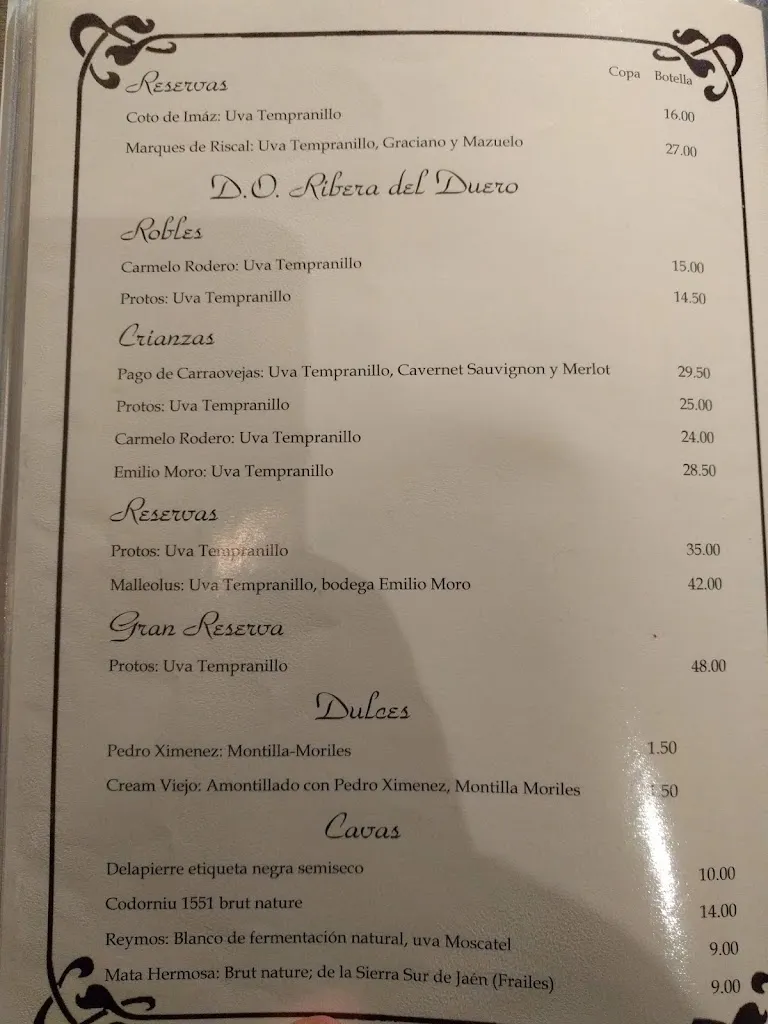 Copa Botella
Reservas
Coto de Imáz: Uva Tempranillo 16.00
Marques de Riscal: Uva Tempranillo, Graciano y Mazuelo 27.00
D.O. Ribera del Duero
Robles
Carmelo Rodero: Uva Tempranillo 15.00
Protos: Uva Tempranillo 14.50
Crianzas
Pago de Carraovejas: Uva Tempranillo, Cavernet Sauvignon y Merlot 29.50
Protos: Uva Tempranillo 25.00
Carmelo Rodero: Uva Tempranillo 24.00
Emilio Moro: Uva Tempranillo 28.50
Reservas
Protos: Uva Tempranillo 35.00
Malleolus: Uva Tempranillo, bodega Emilio Moro 42.00
Gran Reserva
Protos: Uva Tempranillo 48.00
Dulces
Pedro Ximenez: Montilla-Moriles 1.50
Cream Viejo: Amontillado con Pedro Ximenez, Montilla Moriles
Cavas
Delapierre etiqueta negra semiseco 10.00
Codorniu 1551 brut nature 14.00
Reymos: Blanco de fermentación natural, uva Moscatel 9.00
Mata Hermosa: Brut nature; de la Sierra Sur de Jaén (Frailes) 9.00